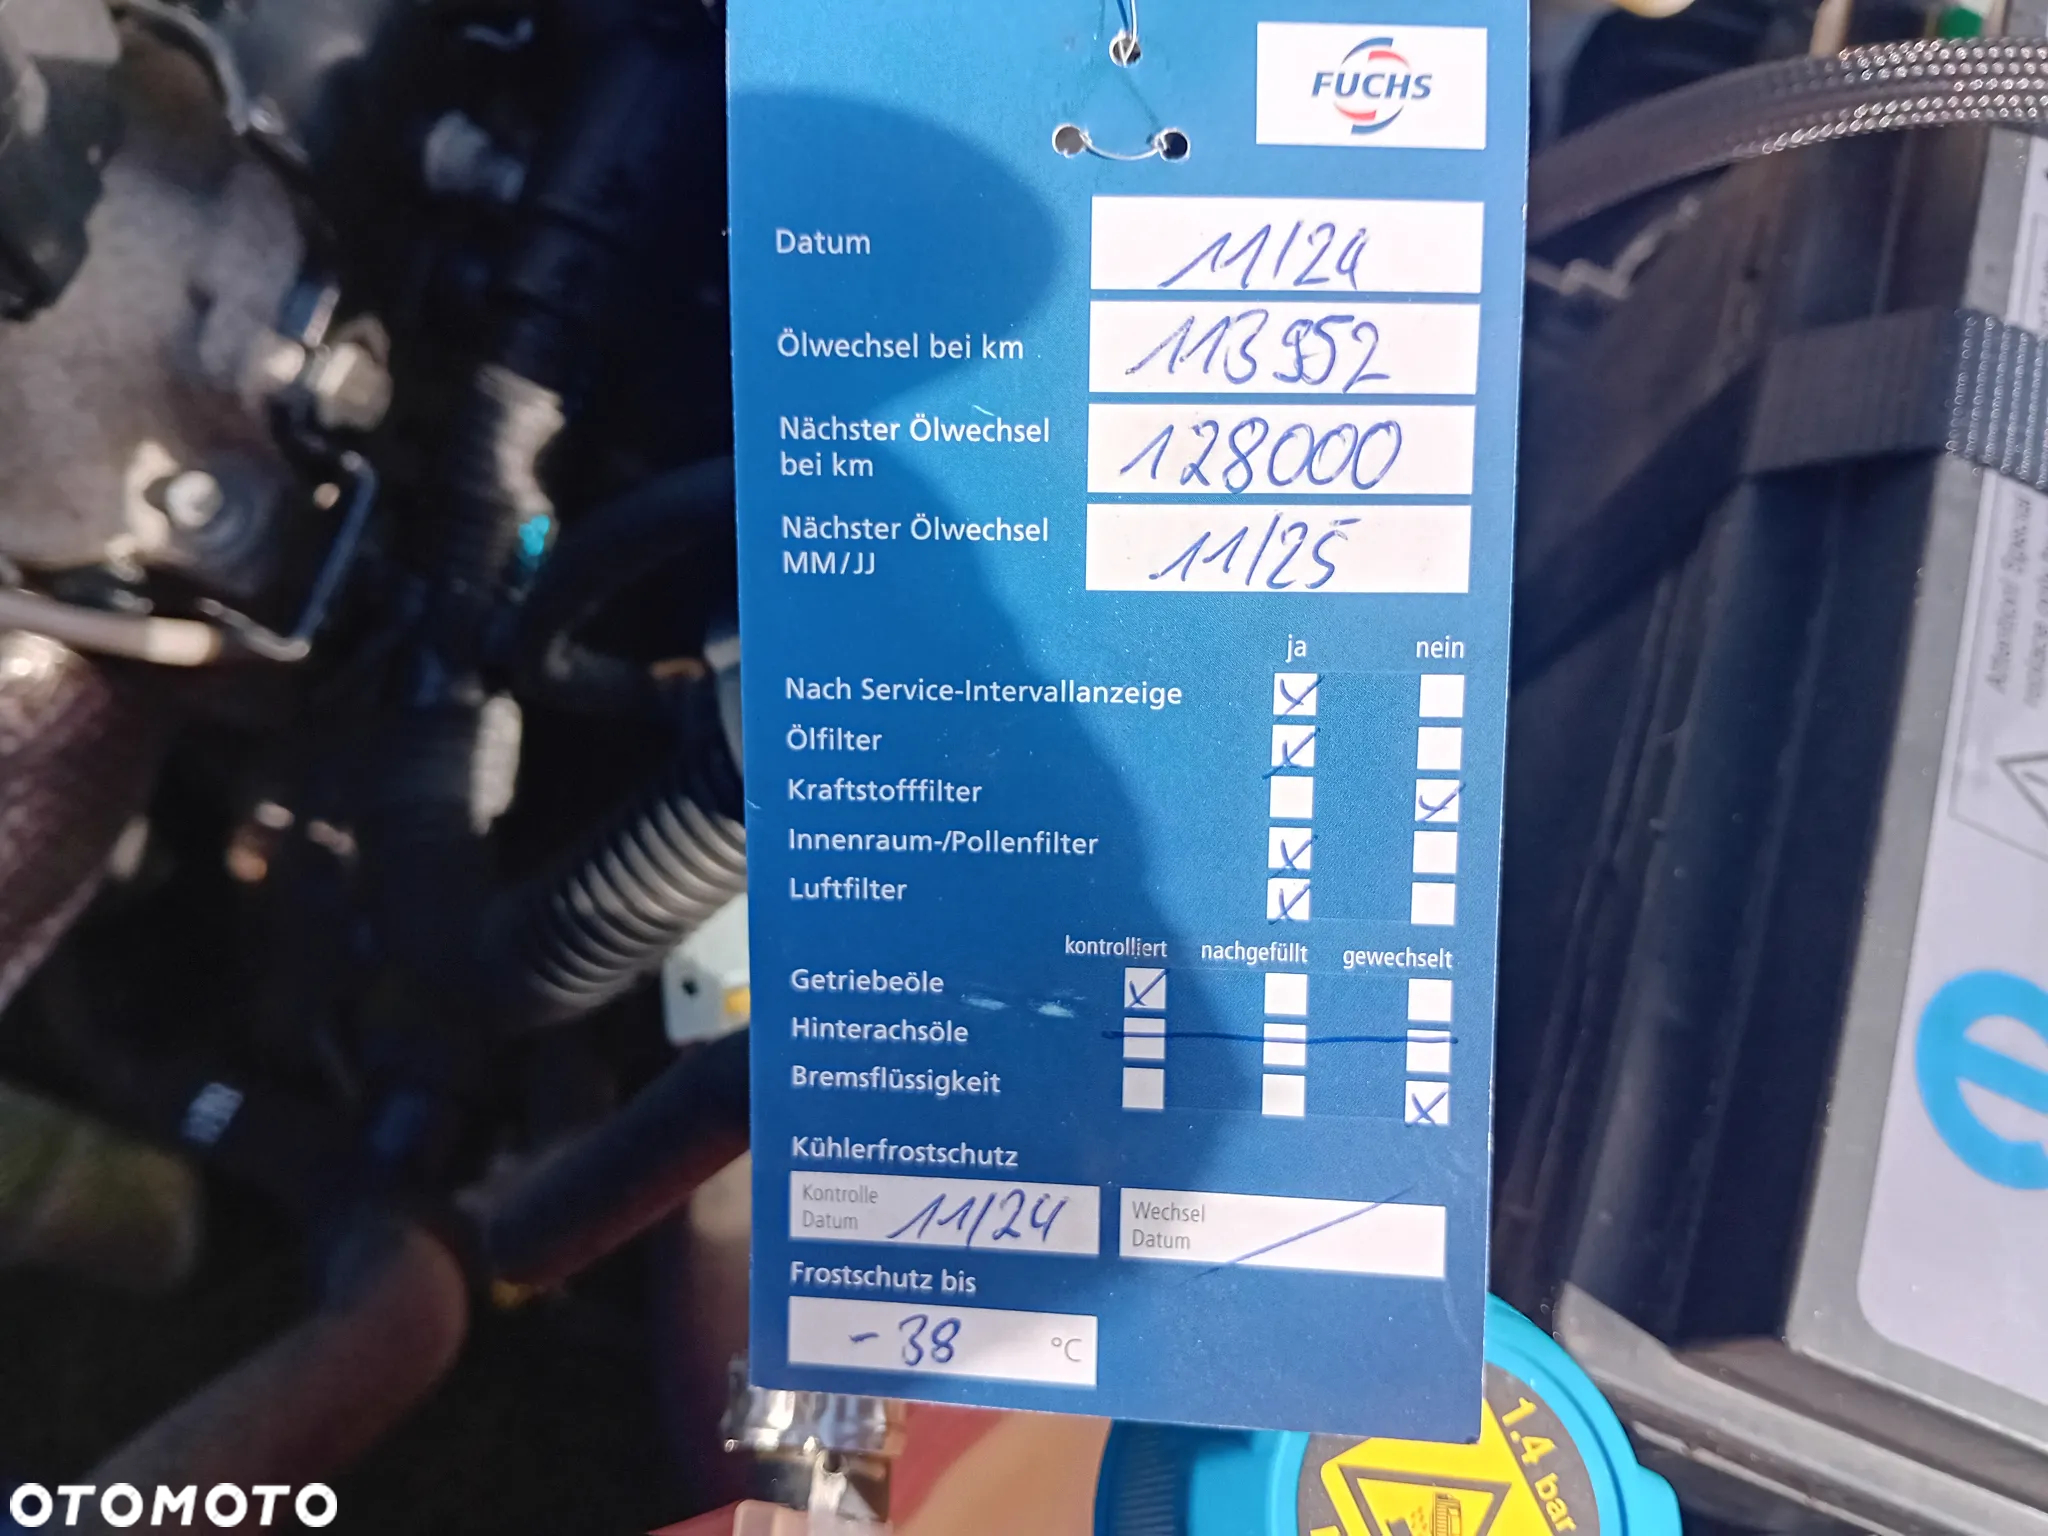 FUCHS
Datum 11/24
Ölwechsel bei km 113952
Nächster Ölwechsel
bei km 128000
Nächster Ölwechsel
MM/JJ 11/25
ja nein
Nach Service-Intervallanzeige
Ölfilter
Kraftstofffilter
Innenraum-/Pollenfilter
Luftfilter
kontrolliert nachgefüllt gewechselt
Getriebeöle
Hinterachsöle
Bremsflüssigkeit
Kühlerfrostschutz
Kontrolle
Datum 11/24
Wechsel
Datum
Frostschutz bis
-38 °C
1.4 bar
Attention!
OTOMOTO